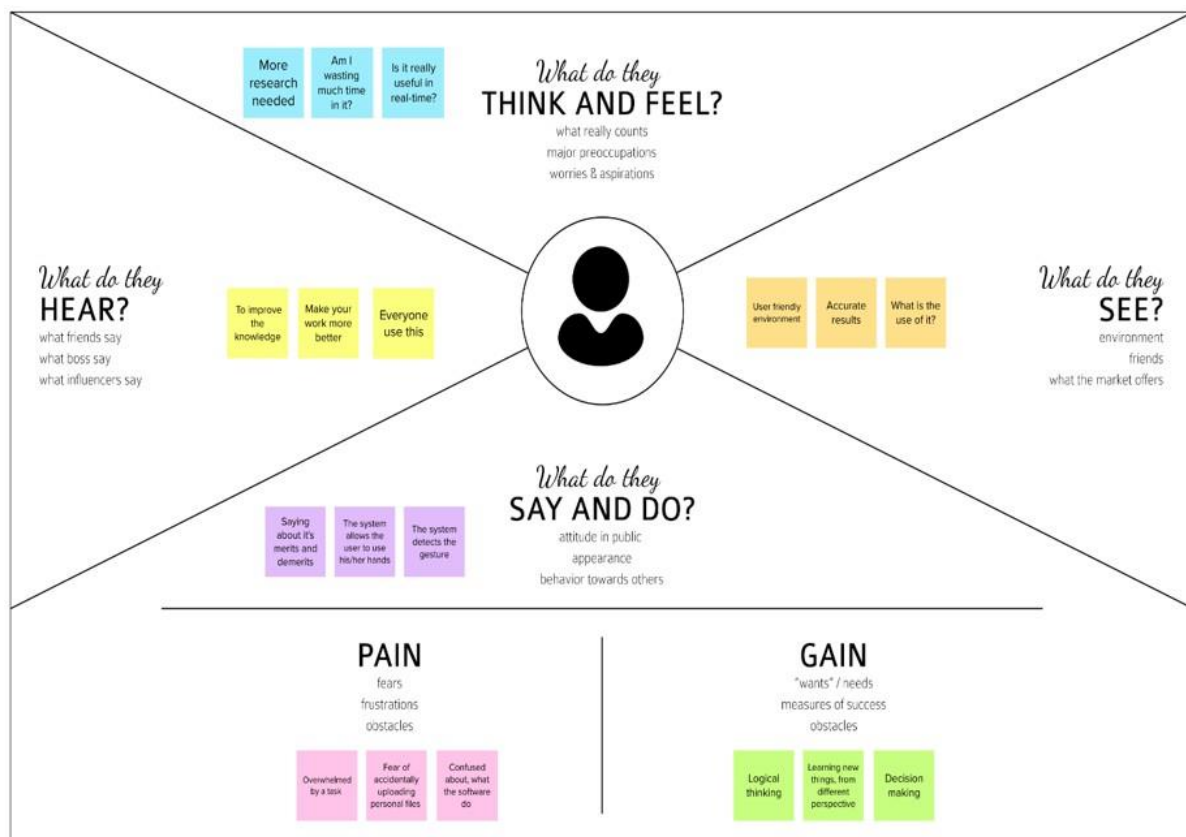 More
research
needed
Am I
wasting
much time
in it?
Is it really
useful in
real-time?
What do they
THINK AND FEEL?
what really counts
major preoccupations
worries & aspirations
What do they
HEAR?
what friends say
what boss say
what influencers say
To improve
the
knowledge
Make your
work more
better
Everyone
use this
User friendly
environment
Accurate
results
What is the
use of it?
What do they
SEE?
environment
friends
what the market offers
What do they
SAY AND DO?
attitude in public
appearance
behavior towards others
Saying
about it's
merits and
demerits
The system
allows the
user to use
his/her hands
The system
detects the
gesture
PAIN
fears
frustrations
obstacles
Overwhelmed
by a task
Fear of
accidentally
uploading
personal files
Confused
about, what
the software
do
GAIN
"wants" / needs
measures of success
obstacles
Logical
thinking
Learning new
things, from
different
perspective
Decision
making